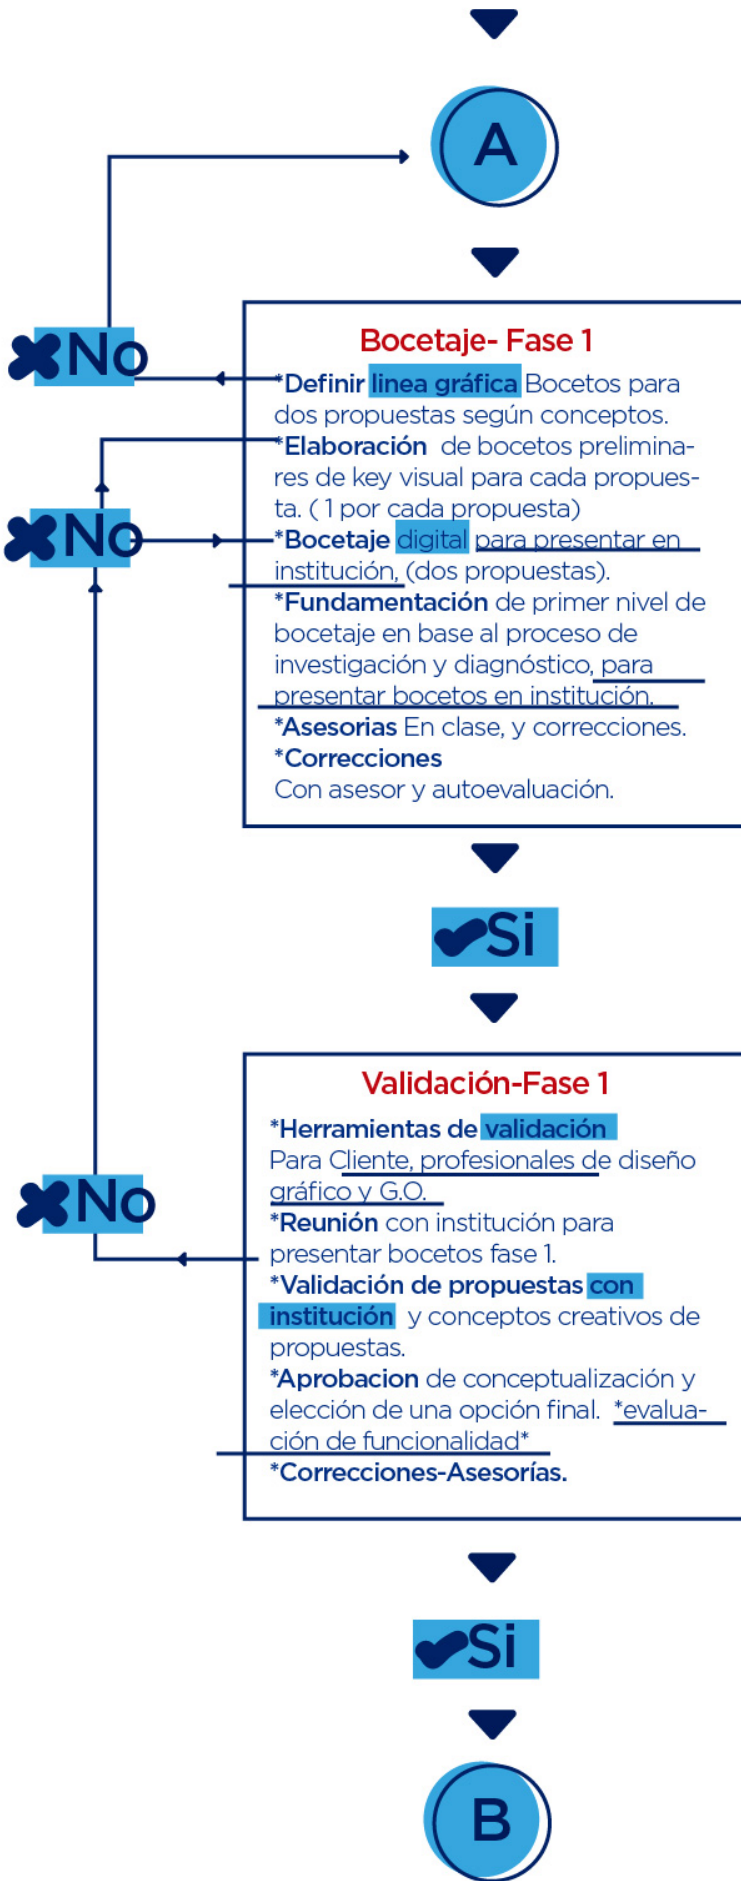 A
No
Bocetaje- Fase 1
*Definir linea gráfica Bocetos para
dos propuestas según conceptos.
*Elaboración de bocetos prelimina-
res de key visual para cada propues-
ta. ( 1 por cada propuesta)
No
*Bocetaje digital para presentar en
institución, (dos propuestas).
*Fundamentación de primer nivel de
bocetaje en base al proceso de
investigación y diagnóstico, para
presentar bocetos en institución.
*Asesorias En clase, y correcciones.
*Correcciones
Con asesor y autoevaluación.
Si
Validación-Fase 1
*Herramientas de validación
Para Cliente, profesionales de diseño
gráfico y G.O.
No
*Reunión con institución para
presentar bocetos fase 1.
*Validación de propuestas con
institución y conceptos creativos de
propuestas.
*Aprobacion de conceptualización y
elección de una opción final. *evalua-
ción de funcionalidad*
*Correcciones-Asesorías.
Si
B